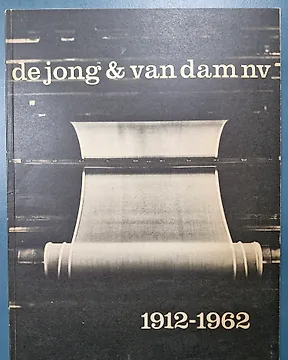 de jong & van dam nv
1912-1962